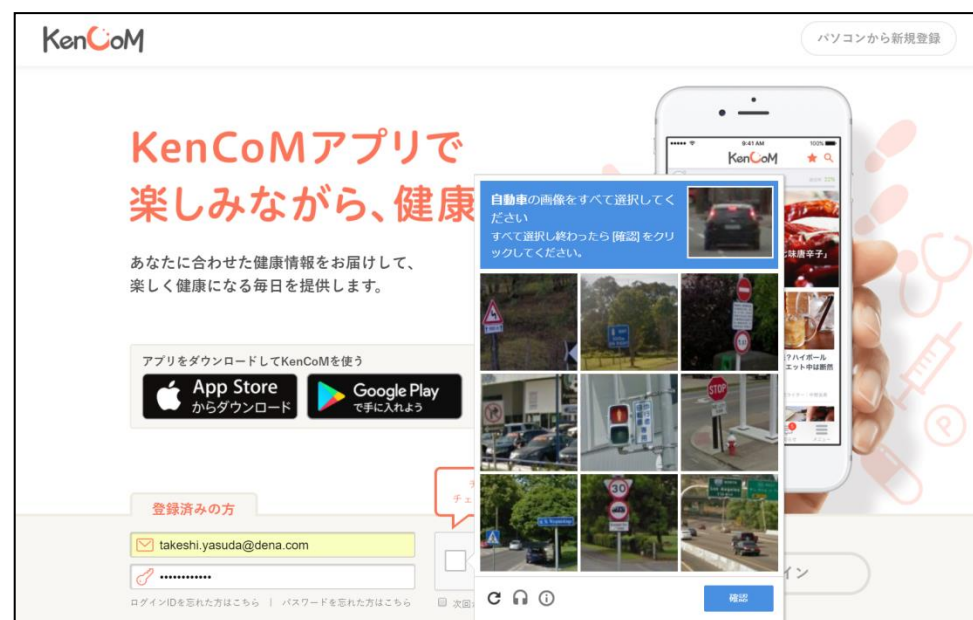 KenCoM
パソコンから新規登録
KenCoMアプリで
楽しみながら、健康
あなたに合わせた健康情報をお届けして、
楽しく健康になる毎日を提供します。
アプリをダウンロードしてKenCoMを使う
App Store
からダウンロード
Google Play
で手に入れよう
9:41 AM
100%
KenCoM
七味唐辛子」
?ハイボール
エット中は断然
メニュー
自動車の画像をすべて選択してく
ださい
すべて選択し終わったら [確認] をクリ
ックしてください。
STOP
30
確認
登録済みの方
チェ
takeshi.yasuda@dena.com
••••••••••••
ログインIDを忘れた方はこちら | パスワードを忘れた方はこちら
次回
イン